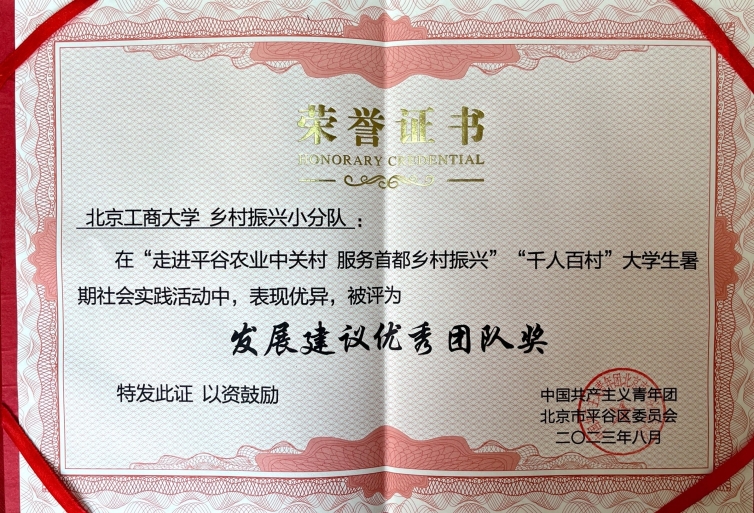 荣誉证书
HONORARY CREDENTIAL
北京工商大学 乡村振兴小分队：
在“走进平谷农业中关村 服务首都乡村振兴”“千人百村”大学生暑
期社会实践活动中，表现优异，被评为
发展建议优秀团队奖
特发此证 以资鼓励
中国共产主义青年团
北京市平谷区委员会
二〇二三年八月